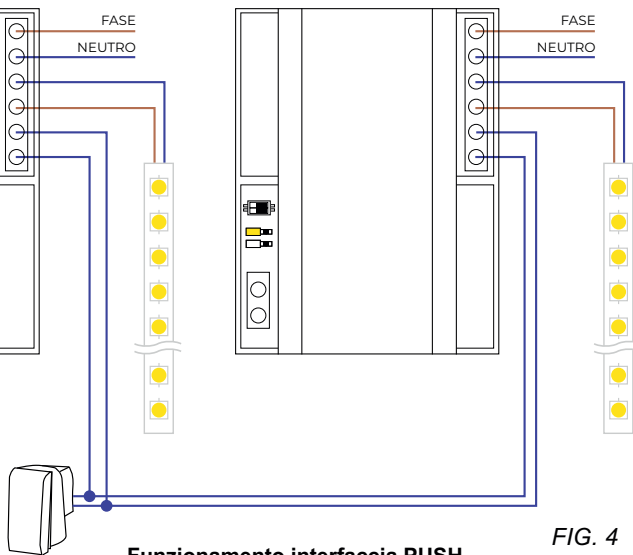 FASE
NEUTRO
FASE
NEUTRO
FIG. 4
Funzionamento interfaccia PUSH